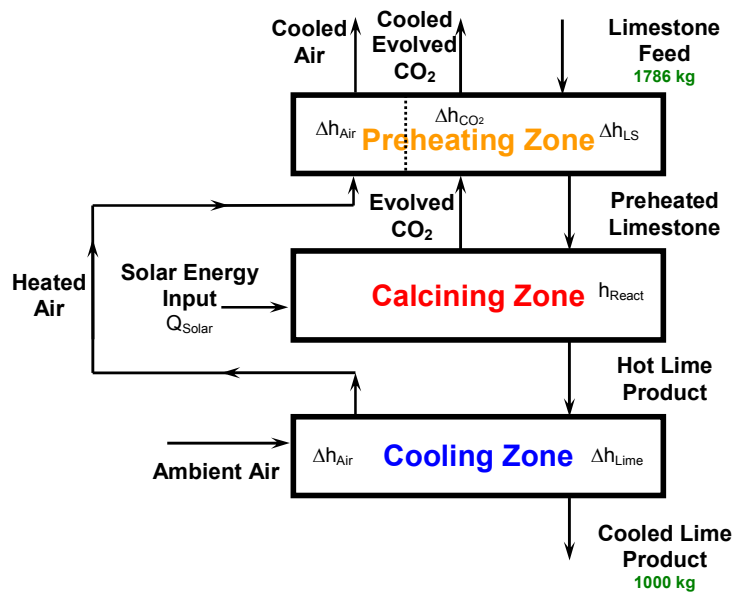 Cooled
Air
Cooled
Evolved
CO₂
Limestone
Feed
1786 kg
Δh_Air
Δh_CO₂
Preheating Zone
Δh_LS
Evolved
CO₂
Preheated
Limestone
Heated
Air
Solar Energy
Input
Q_Solar
Calcining Zone
h_React
Hot Lime
Product
Ambient Air
Δh_Air
Cooling Zone
Δh_Lime
Cooled Lime
Product
1000 kg